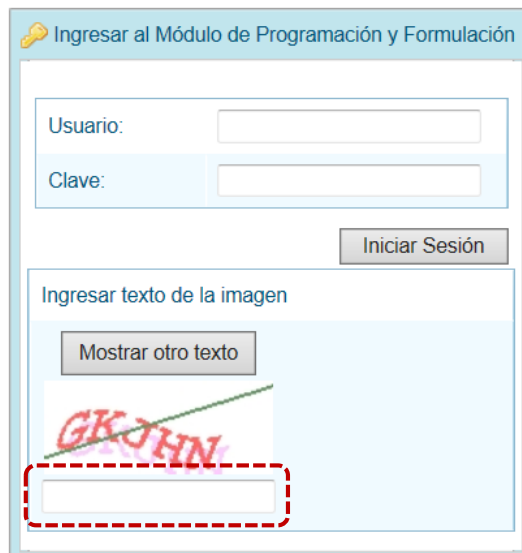 Ingresar al Módulo de Programación y Formulación
Usuario:
Clave:
Iniciar Sesión
Ingresar texto de la imagen
Mostrar otro texto
GKJHN